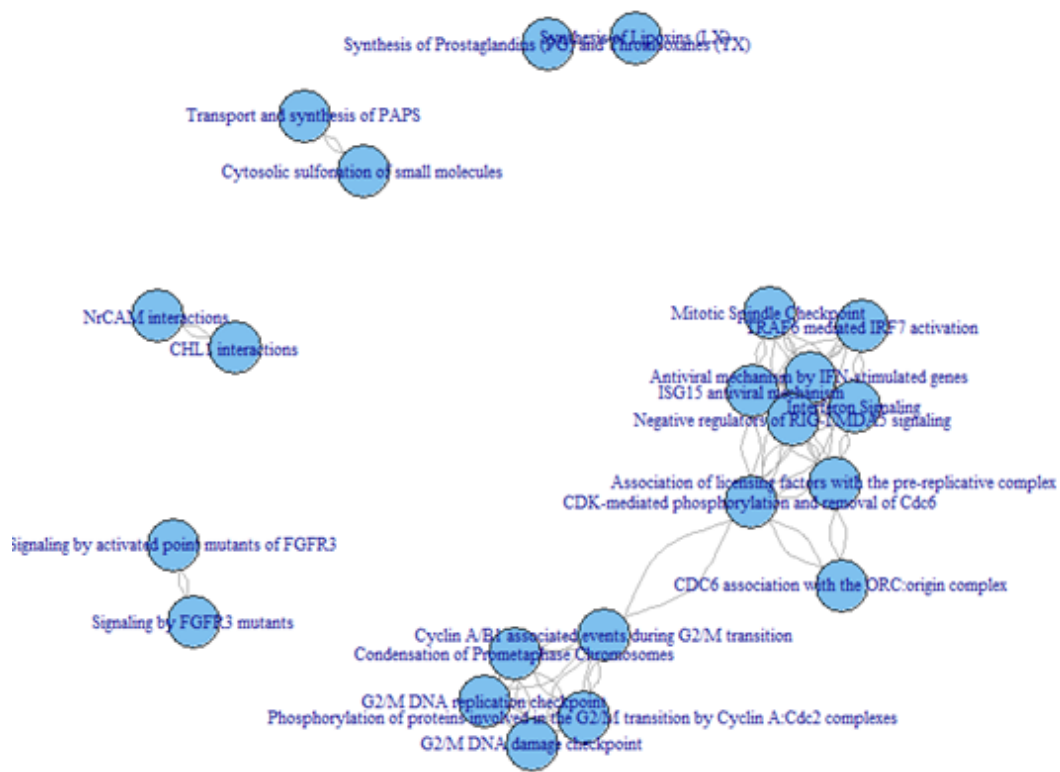 Synthesis of Lipoxins (LX)
Synthesis of Prostaglandins (PG) and Thromboxanes (TX)
Transport and synthesis of PAPS
Cytosolic sulfonation of small molecules
NrCAM interactions
CHL1 interactions
Mitotic Spindle Checkpoint
TRAF6 mediated IRF7 activation
Antiviral mechanism by IFN-stimulated genes
ISG15 antiviral mechanism
Interferon Signaling
Negative regulators of RIG-I/MDA5 signaling
Association of licensing factors with the pre-replicative complex
CDK-mediated phosphorylation and removal of Cdc6
Signaling by activated point mutants of FGFR3
CDC6 association with the ORC:origin complex
Signaling by FGFR3 mutants
Cyclin A/B1 associated events during G2/M transition
Condensation of Prometaphase Chromosomes
G2/M DNA replication checkpoint
Phosphorylation of proteins involved in the G2/M transition by Cyclin A:Cdc2 complexes
G2/M DNA damage checkpoint